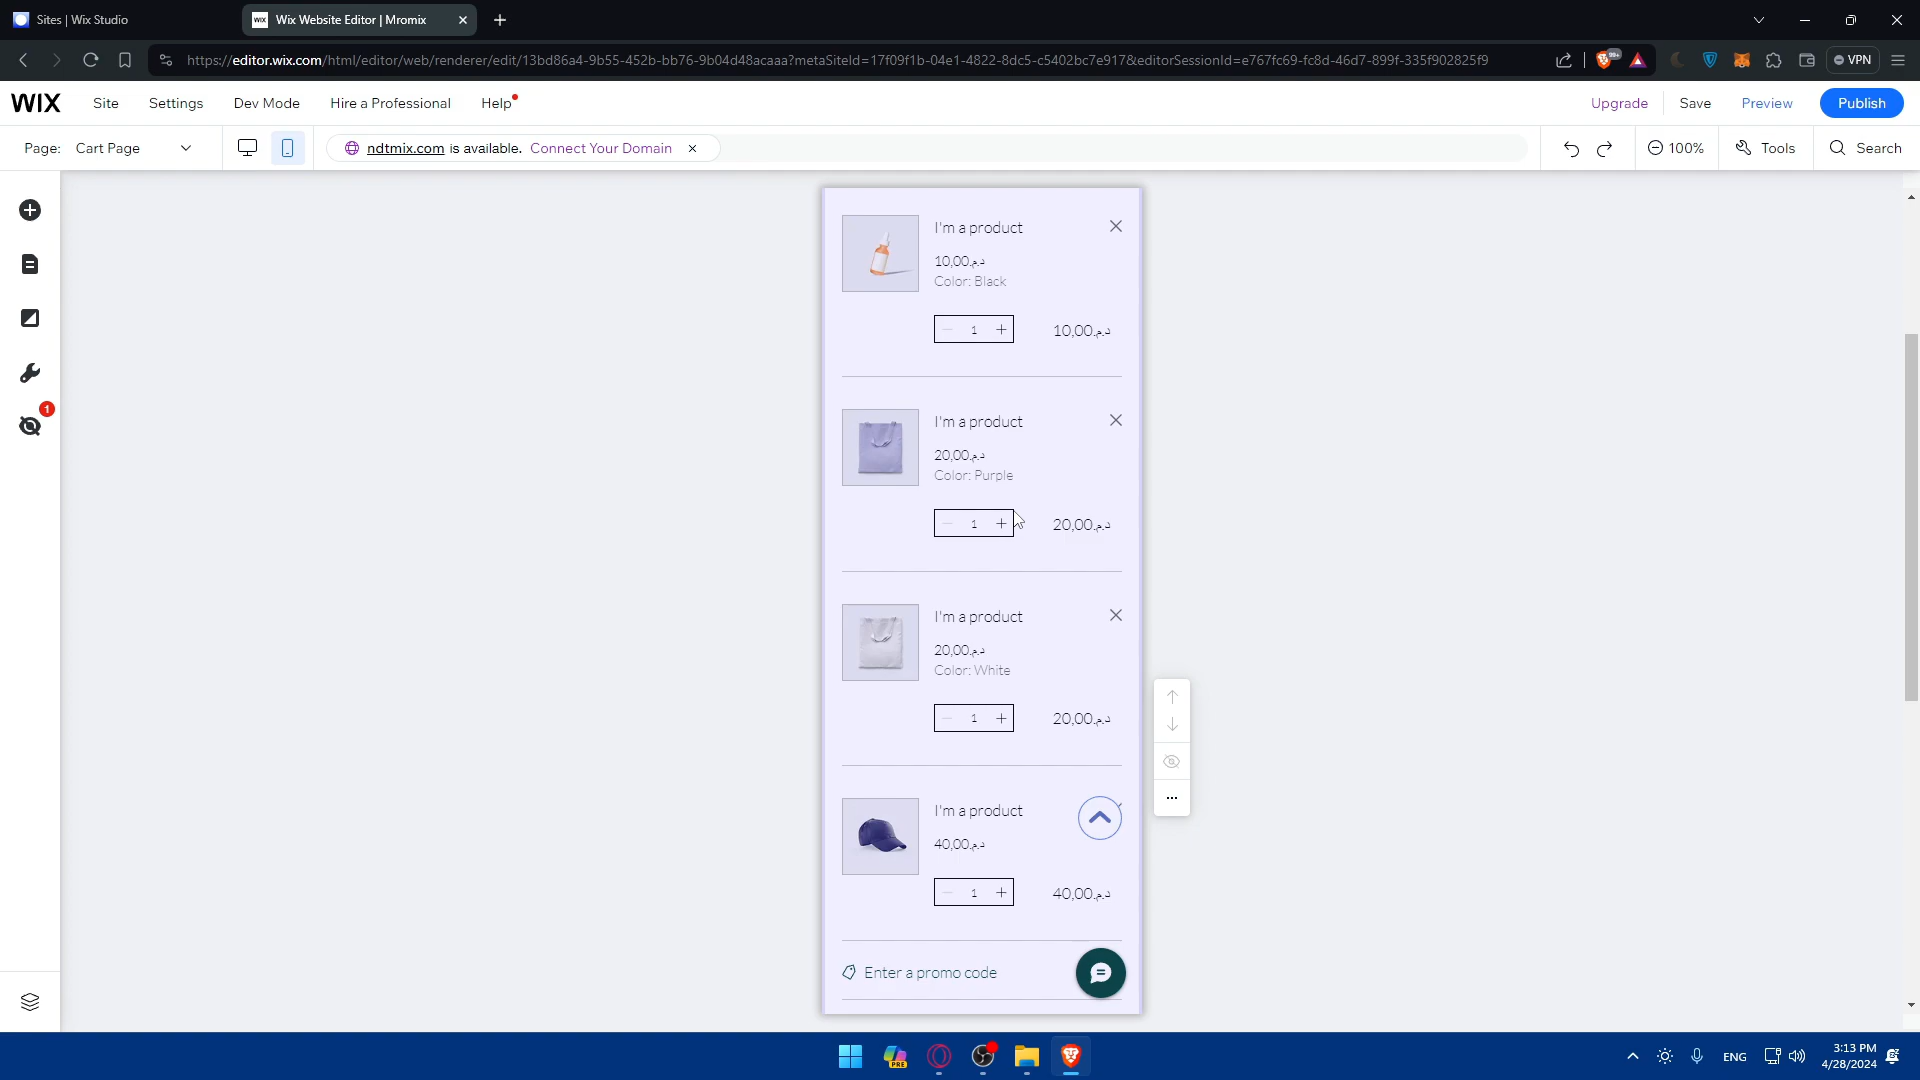 Sites | Wix Studio
WIX Wix Website Editor | Mromix
https://editor.wix.com/html/editor/web/renderer/edit/13bd86a4-9b55-452b-bb76-9b04d48acaaa?metaSiteId=17f09f1b-04e1-4822-8dc5-c5402bc7e917&editorSessionId=e767fc69-fc8d-46d7-899f-335f902825f9
99+
VPN
WIX Site Settings Dev Mode Hire a Professional Help
Upgrade Save Preview Publish
Page: Cart Page
ndtmix.com is available. Connect Your Domain
100% Tools Search
1
I'm a product
د.م.10,00
Color: Black
1
د.م.10,00
I'm a product
د.م.20,00
Color: Purple
1
د.م.20,00
I'm a product
د.م.20,00
Color: White
1
د.م.20,00
I'm a product
د.م.40,00
1
د.م.40,00
Enter a promo code
PRE
ENG
3:13 PM
4/28/2024